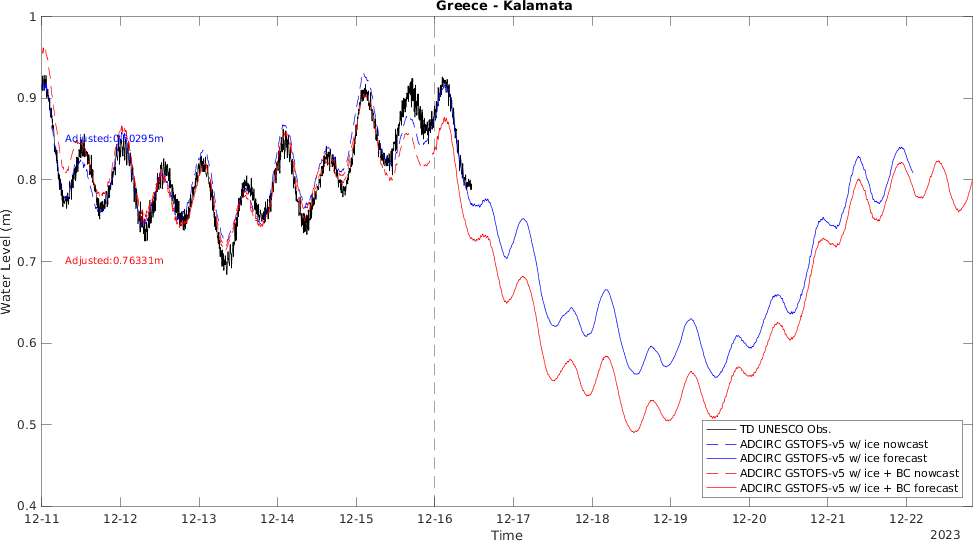 Greece - Kalamata
Water Level (m)
1
0.9
0.8
0.7
0.6
0.5
0.4
Adjusted:0.80295m
Adjusted:0.76331m
TD UNESCO Obs.
ADCIRC GSTOFS-v5 w/ ice nowcast
ADCIRC GSTOFS-v5 w/ ice forecast
ADCIRC GSTOFS-v5 w/ ice + BC nowcast
ADCIRC GSTOFS-v5 w/ ice + BC forecast
12-11 12-12 12-13 12-14 12-15 12-16 12-17 12-18 12-19 12-20 12-21 12-22
Time
2023